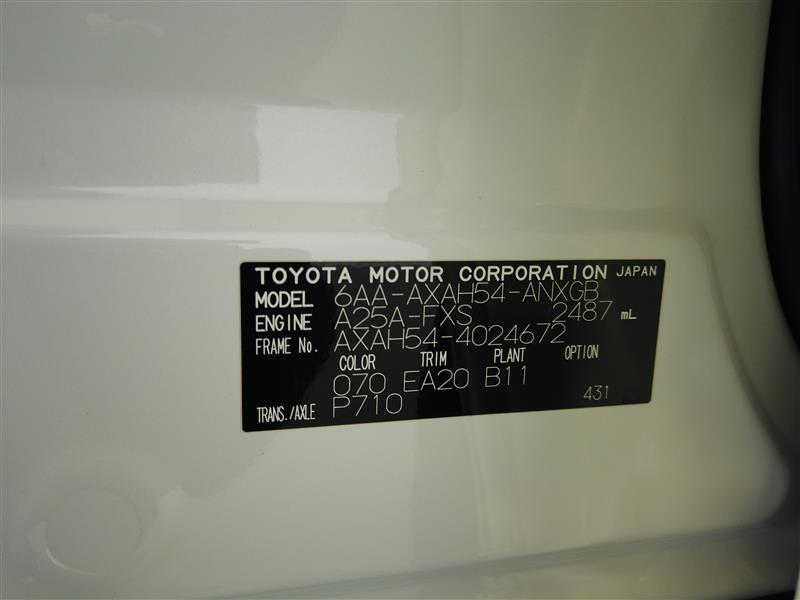 TOYOTA MOTOR CORPORATION JAPAN
MODEL 6AA-AXAH54-ANXGB
ENGINE A25A-FXS 2487 mL
FRAME No. AXAH54-4024672
COLOR TRIM PLANT OPTION
070 EA20 B11
TRANS./AXLE P710 431